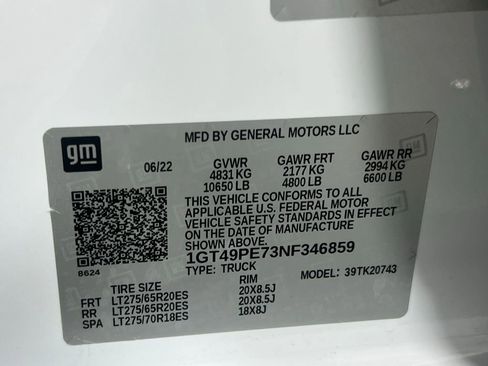 gm
MFD BY GENERAL MOTORS LLC
06/22 GVWR GAWR FRT GAWR RR
4831 KG 2177 KG 2994 KG
10650 LB 4800 LB 6600 LB
THIS VEHICLE CONFORMS TO ALL
APPLICABLE U.S. FEDERAL MOTOR
VEHICLE SAFETY STANDARDS IN EFFECT
ON THE DATE OF MANUFACTURE
SHOWN ABOVE.
1GT49PE73NF346859
8624
TYPE: TRUCK MODEL: 39TK20743
TIRE SIZE RIM
FRT LT275/65R20ES 20X8.5J
RR LT275/65R20ES 20X8.5J
SPA LT275/70R18ES 18X8J